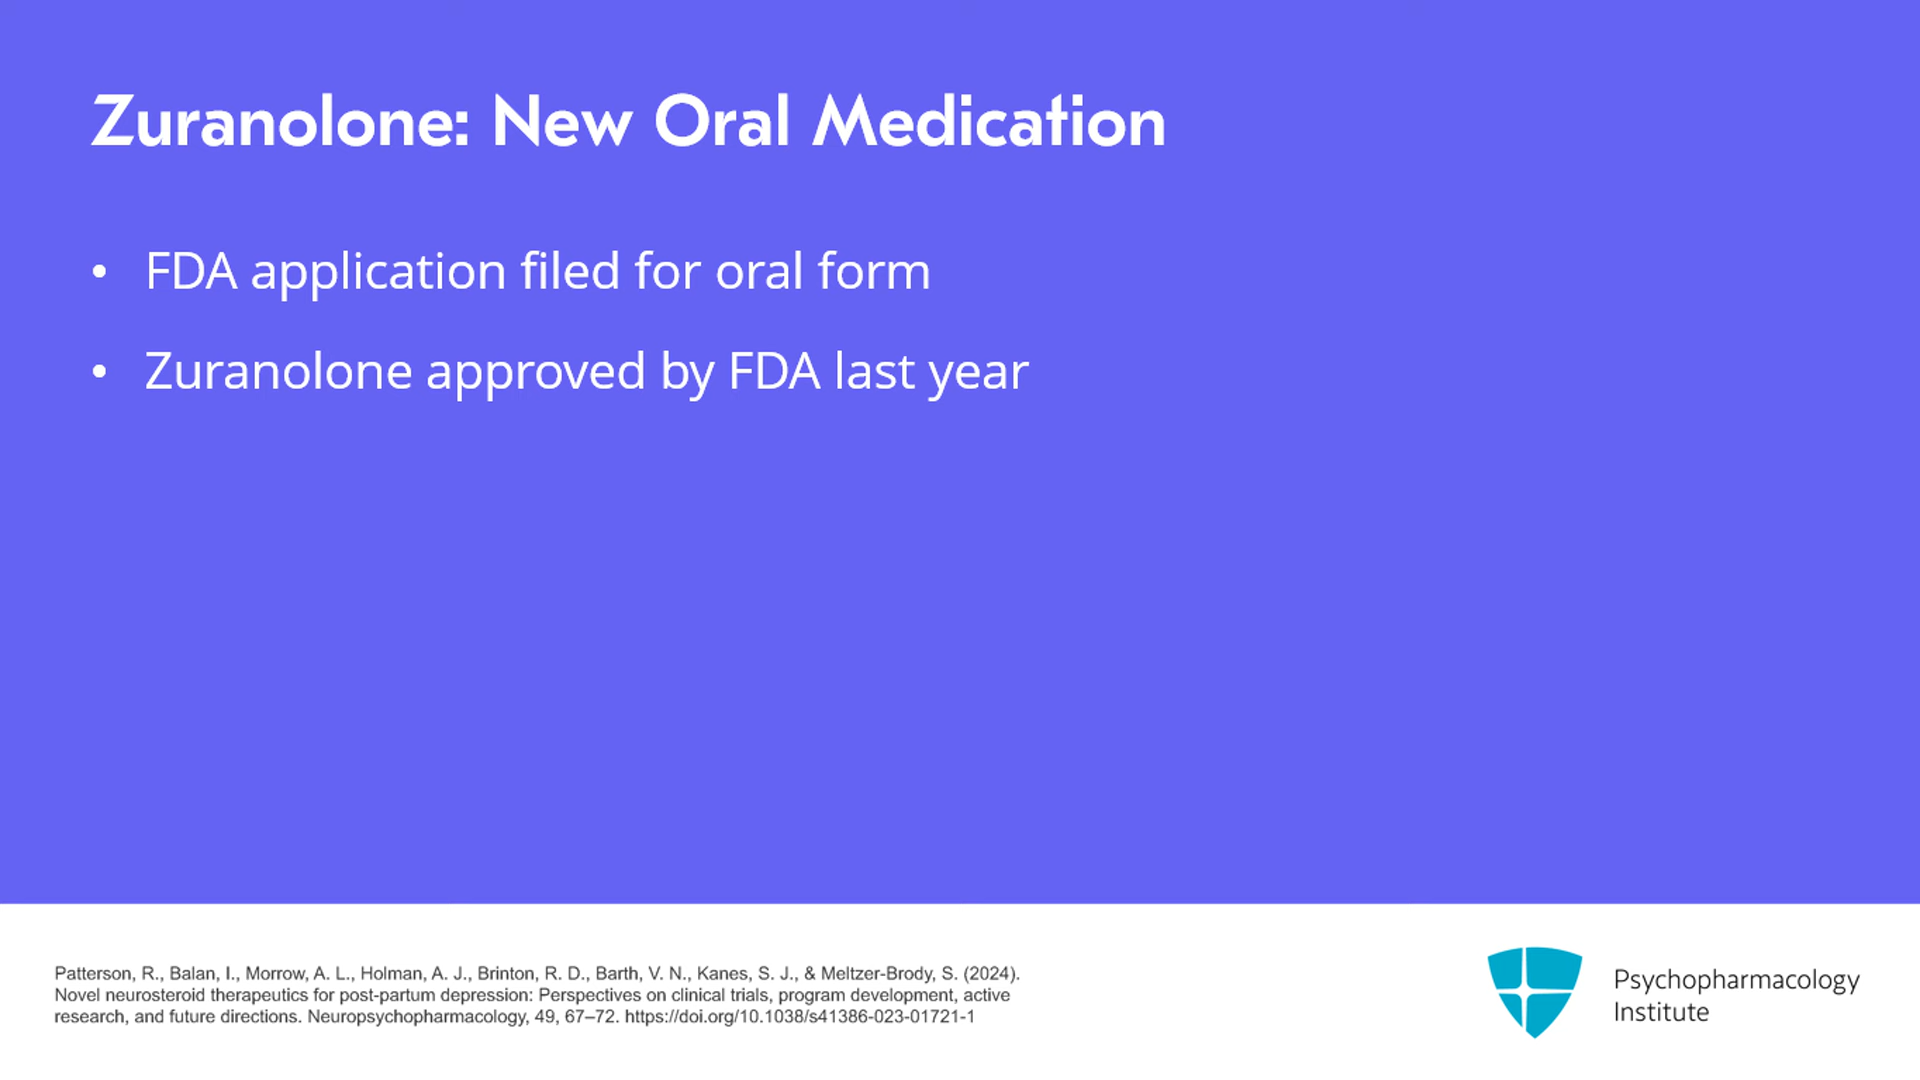 Zuranolone: New Oral Medication
• FDA application filed for oral form
• Zuranolone approved by FDA last year
Patterson, R., Balan, I., Morrow, A. L., Holman, A. J., Brinton, R. D., Barth, V. N., Kanes, S. J., & Meltzer-Brody, S. (2024).
Novel neurosteroid therapeutics for post-partum depression: Perspectives on clinical trials, program development, active
research, and future directions. Neuropsychopharmacology, 49, 67–72. https://doi.org/10.1038/s41386-023-01721-1
Psychopharmacology
Institute